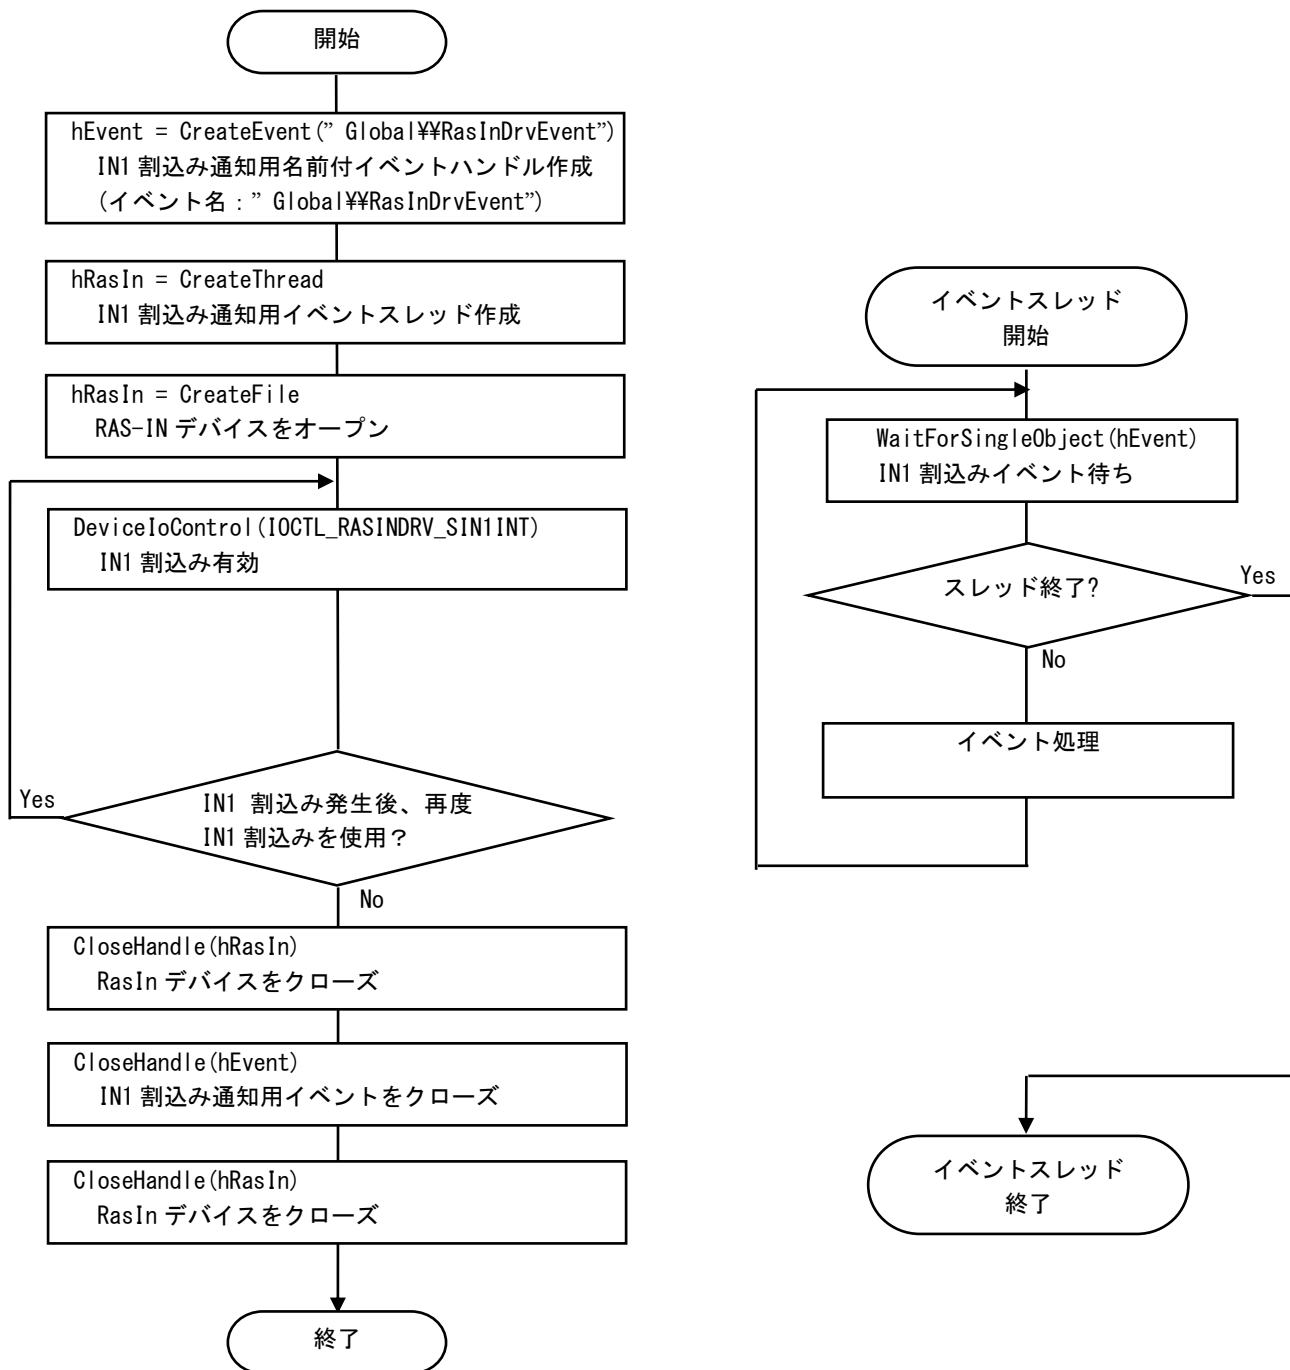 開始
hEvent = CreateEvent(” Global¥¥RasInDrvEvent”)
IN1 割込み通知用名前付イベントハンドル作成
(イベント名：” Global¥¥RasInDrvEvent”)
hRasIn = CreateThread
IN1 割込み通知用イベントスレッド作成
hRasIn = CreateFile
RAS-IN デバイスをオープン
DeviceIoControl(IOCTL_RASINDRV_SIN1INT)
IN1 割込み有効
Yes
IN1 割込み発生後、再度
IN1 割込みを使用？
No
CloseHandle(hRasIn)
RasIn デバイスをクローズ
CloseHandle(hEvent)
IN1 割込み通知用イベントをクローズ
CloseHandle(hRasIn)
RasIn デバイスをクローズ
終了
イベントスレッド
開始
WaitForSingleObject(hEvent)
IN1 割込みイベント待ち
スレッド終了?
Yes
No
イベント処理
イベントスレッド
終了